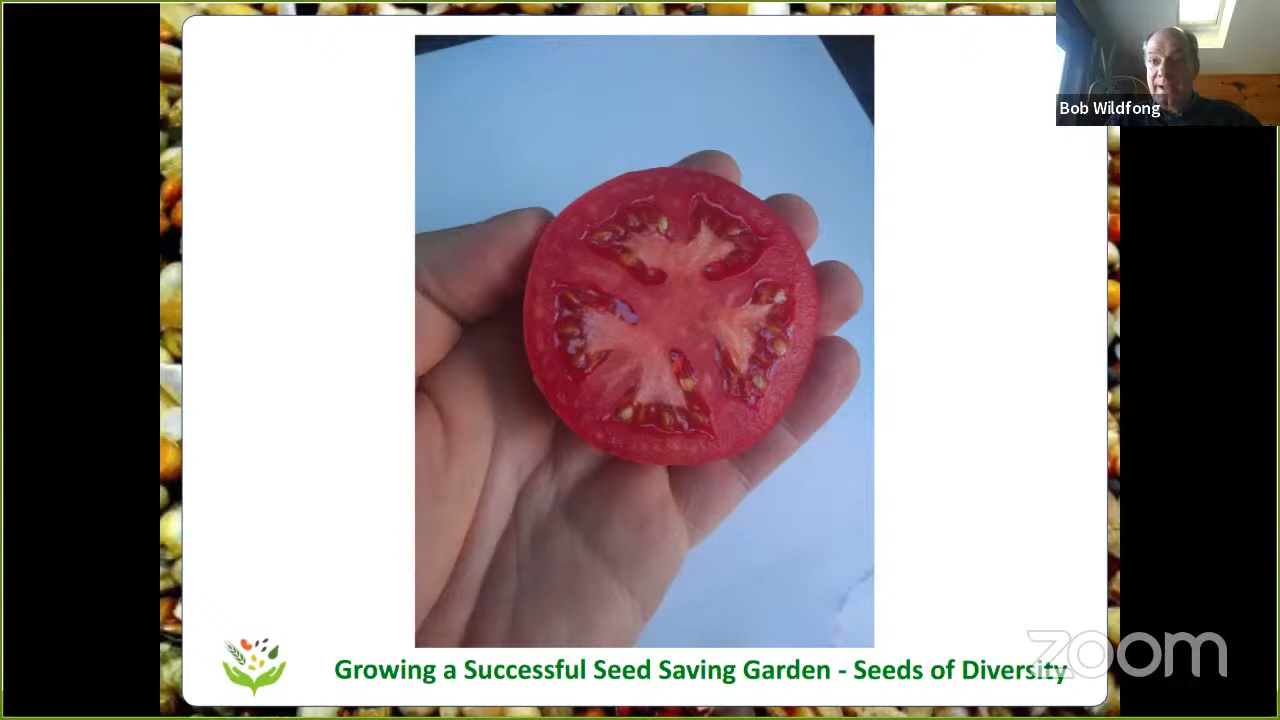 Bob Wildfong
Growing a Successful Seed Saving Garden - Seeds of Diversity
zoom